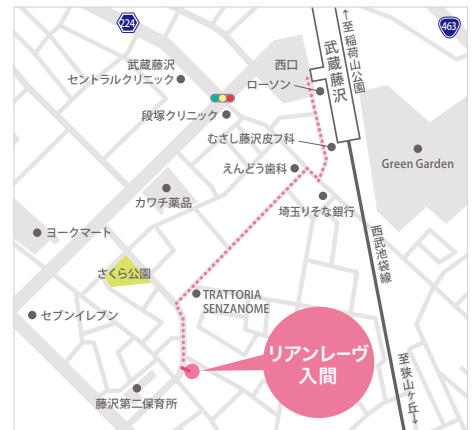 224
463
←至稲荷山公園
武蔵藤沢
西口
ローソン
武蔵藤沢
セントラルクリニック
段塚クリニック
むさし藤沢皮フ科
えんどう歯科
Green Garden
カワチ薬品
埼玉りそな銀行
ヨークマート
西武池袋線
さくら公園
TRATTORIA
SENZANOME
セブンイレブン
リアンレーヴ
入間
至狭山ヶ丘→
藤沢第二保育所